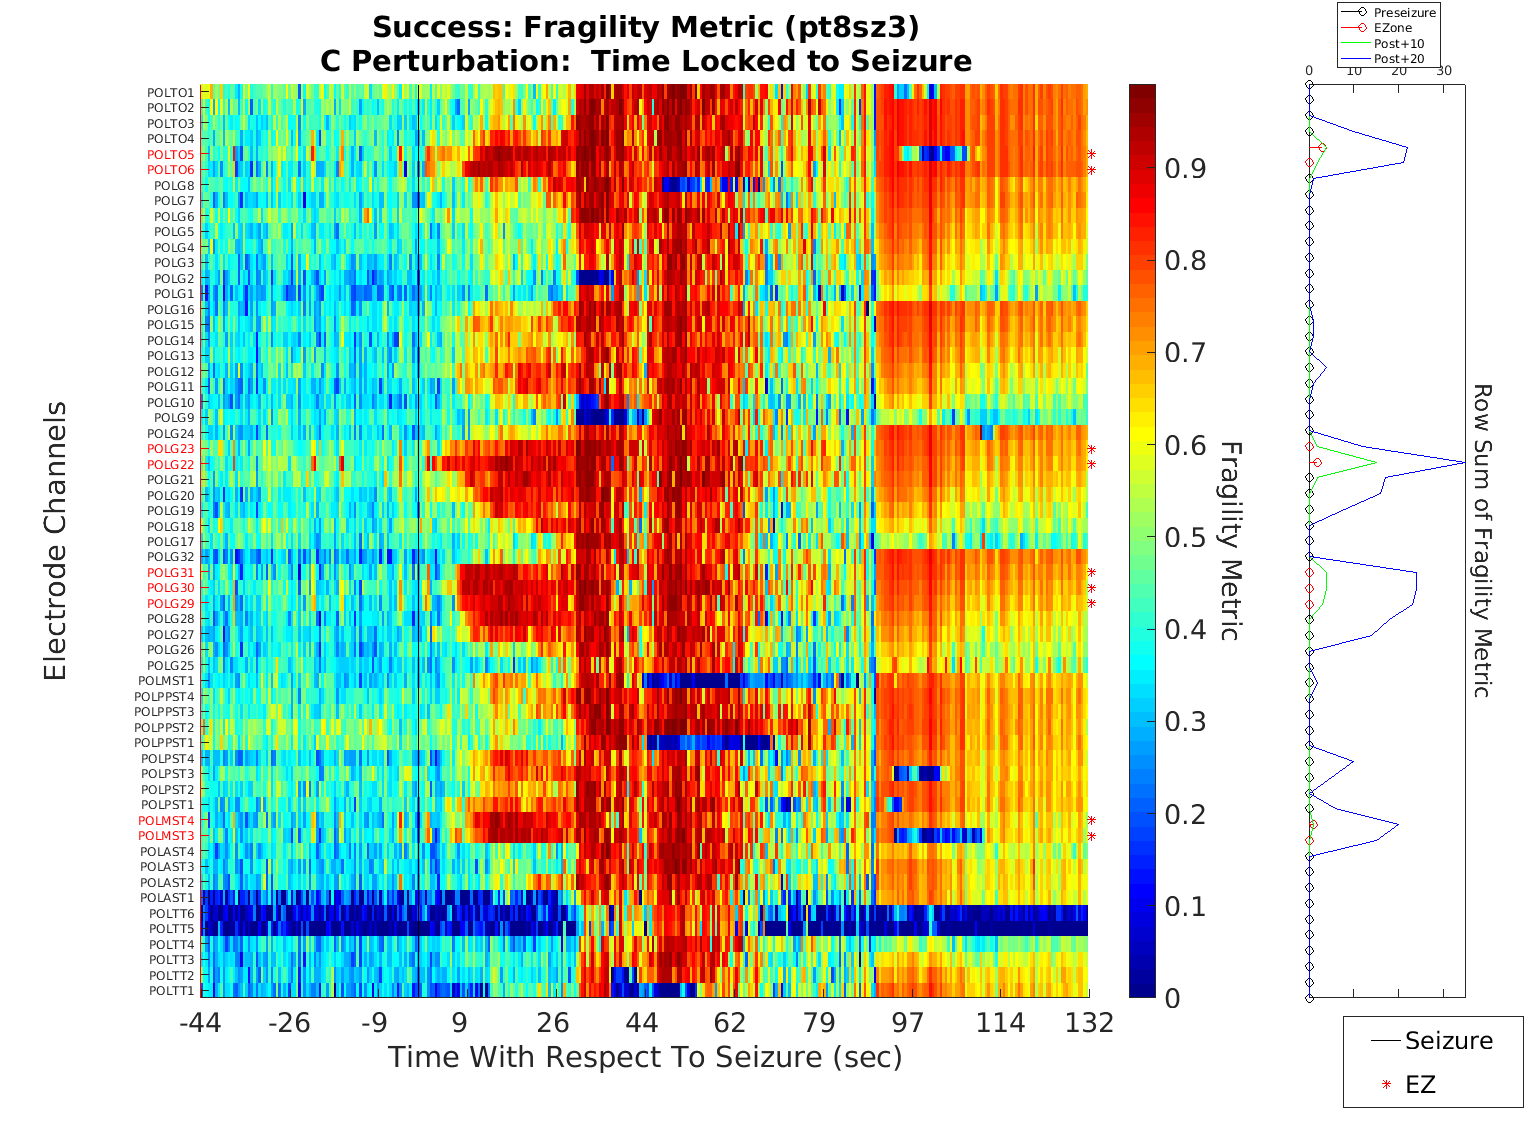 Success: Fragility Metric (pt8sz3)
C Perturbation:  Time Locked to Seizure
Electrode Channels
POLTO1
POLTO2
POLTO3
POLTO4
POLTO5
POLTO6
POLG8
POLG7
POLG6
POLG5
POLG4
POLG3
POLG2
POLG1
POLG16
POLG15
POLG14
POLG13
POLG12
POLG11
POLG10
POLG9
POLG24
POLG23
POLG22
POLG21
POLG20
POLG19
POLG18
POLG17
POLG32
POLG31
POLG30
POLG29
POLG28
POLG27
POLG26
POLG25
POLMST1
POLPPST4
POLPPST3
POLPPST2
POLPPST1
POLPST4
POLPST3
POLPST2
POLPST1
POLMST4
POLMST3
POLAST4
POLAST3
POLAST2
POLAST1
POLTT6
POLTT5
POLTT4
POLTT3
POLTT2
POLTT1
-44 -26 -9 9 26 44 62 79 97 114 132
Time With Respect To Seizure (sec)
0.9
0.8
0.7
0.6
0.5
0.4
0.3
0.2
0.1
0
Fragility Metric
Preseizure
EZone
Post+10
Post+20
0 10 20 30
Row Sum of Fragility Metric
Seizure
EZ